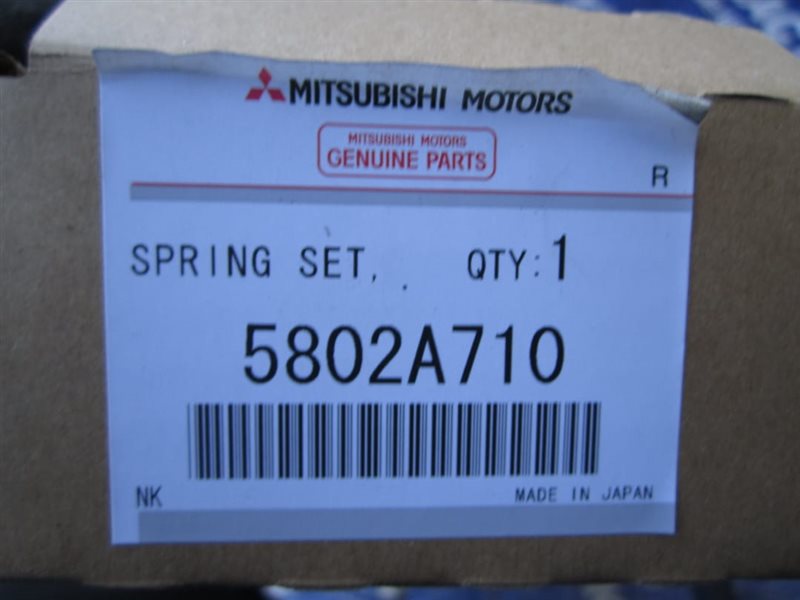 MITSUBISHI MOTORS
MITSUBISHI MOTORS
GENUINE PARTS
R
SPRING SET, . QTY:1
5802A710
NK MADE IN JAPAN